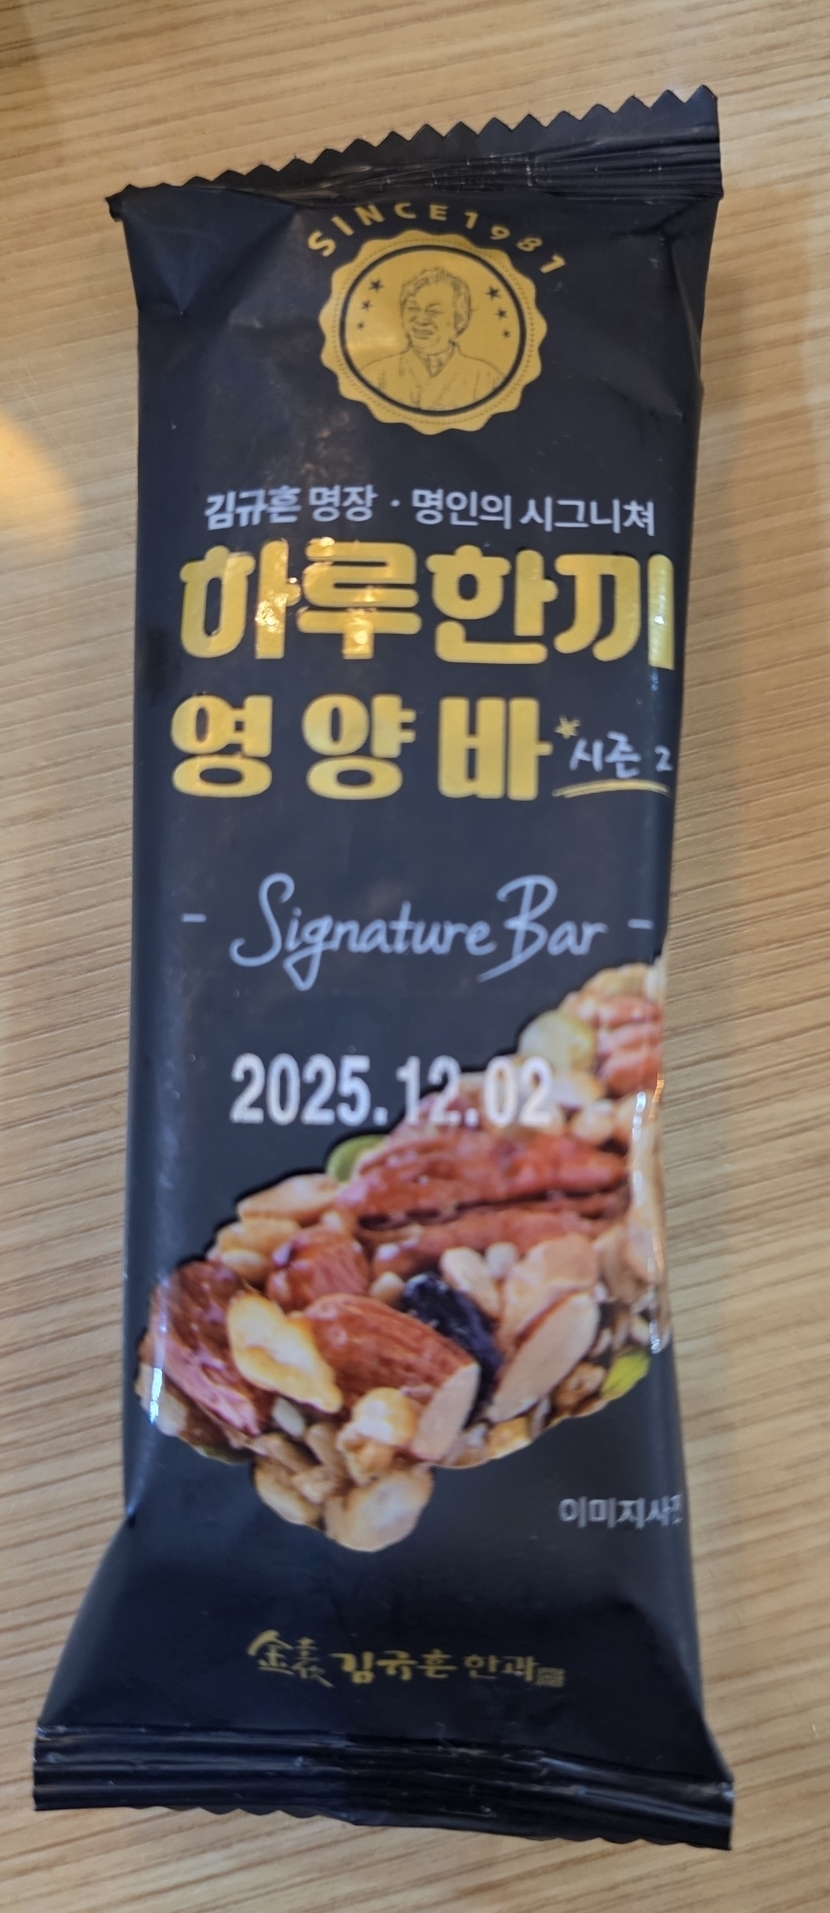 SINCE1981
김규흔 명장 · 명인의 시그니쳐
하루한끼
영양바 시즌 2
- Signature Bar -
2025.12.02
이미지사진
김규흔 한과